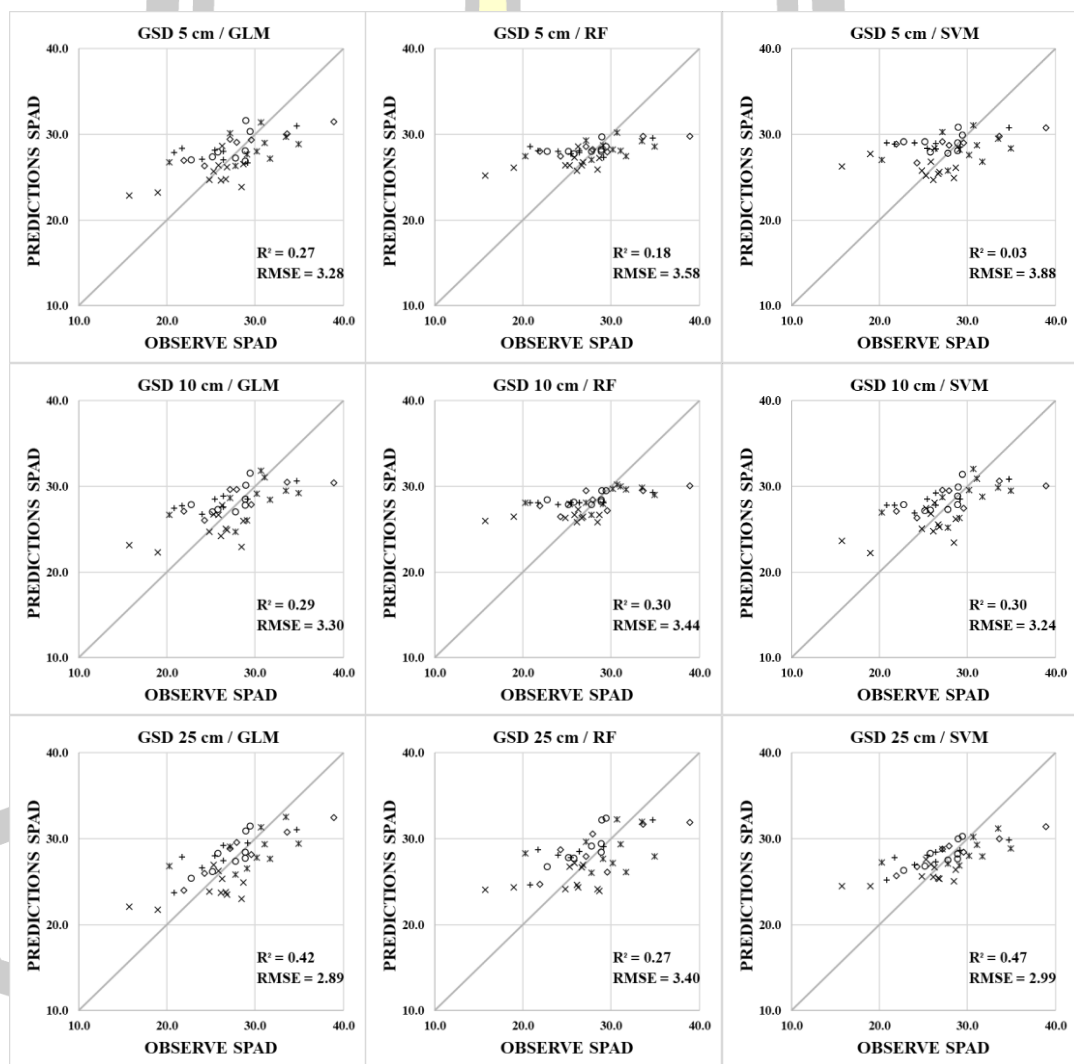 GSD 5 cm / GLM
40.0
30.0
20.0
10.0
PREDICTIONS SPAD
R² = 0.27
RMSE = 3.28
10.0 20.0 30.0 40.0
OBSERVE SPAD
GSD 5 cm / RF
40.0
30.0
20.0
10.0
PREDICTIONS SPAD
R² = 0.18
RMSE = 3.58
10.0 20.0 30.0 40.0
OBSERVE SPAD
GSD 5 cm / SVM
40.0
30.0
20.0
10.0
PREDICTIONS SPAD
R² = 0.03
RMSE = 3.88
10.0 20.0 30.0 40.0
OBSERVE SPAD
GSD 10 cm / GLM
40.0
30.0
20.0
10.0
PREDICTIONS SPAD
R² = 0.29
RMSE = 3.30
10.0 20.0 30.0 40.0
OBSERVE SPAD
GSD 10 cm / RF
40.0
30.0
20.0
10.0
PREDICTIONS SPAD
R² = 0.30
RMSE = 3.44
10.0 20.0 30.0 40.0
OBSERVE SPAD
GSD 10 cm / SVM
40.0
30.0
20.0
10.0
PREDICTIONS SPAD
R² = 0.30
RMSE = 3.24
10.0 20.0 30.0 40.0
OBSERVE SPAD
GSD 25 cm / GLM
40.0
30.0
20.0
10.0
PREDICTIONS SPAD
R² = 0.42
RMSE = 2.89
10.0 20.0 30.0 40.0
OBSERVE SPAD
GSD 25 cm / RF
40.0
30.0
20.0
10.0
PREDICTIONS SPAD
R² = 0.27
RMSE = 3.40
10.0 20.0 30.0 40.0
OBSERVE SPAD
GSD 25 cm / SVM
40.0
30.0
20.0
10.0
PREDICTIONS SPAD
R² = 0.47
RMSE = 2.99
10.0 20.0 30.0 40.0
OBSERVE SPAD